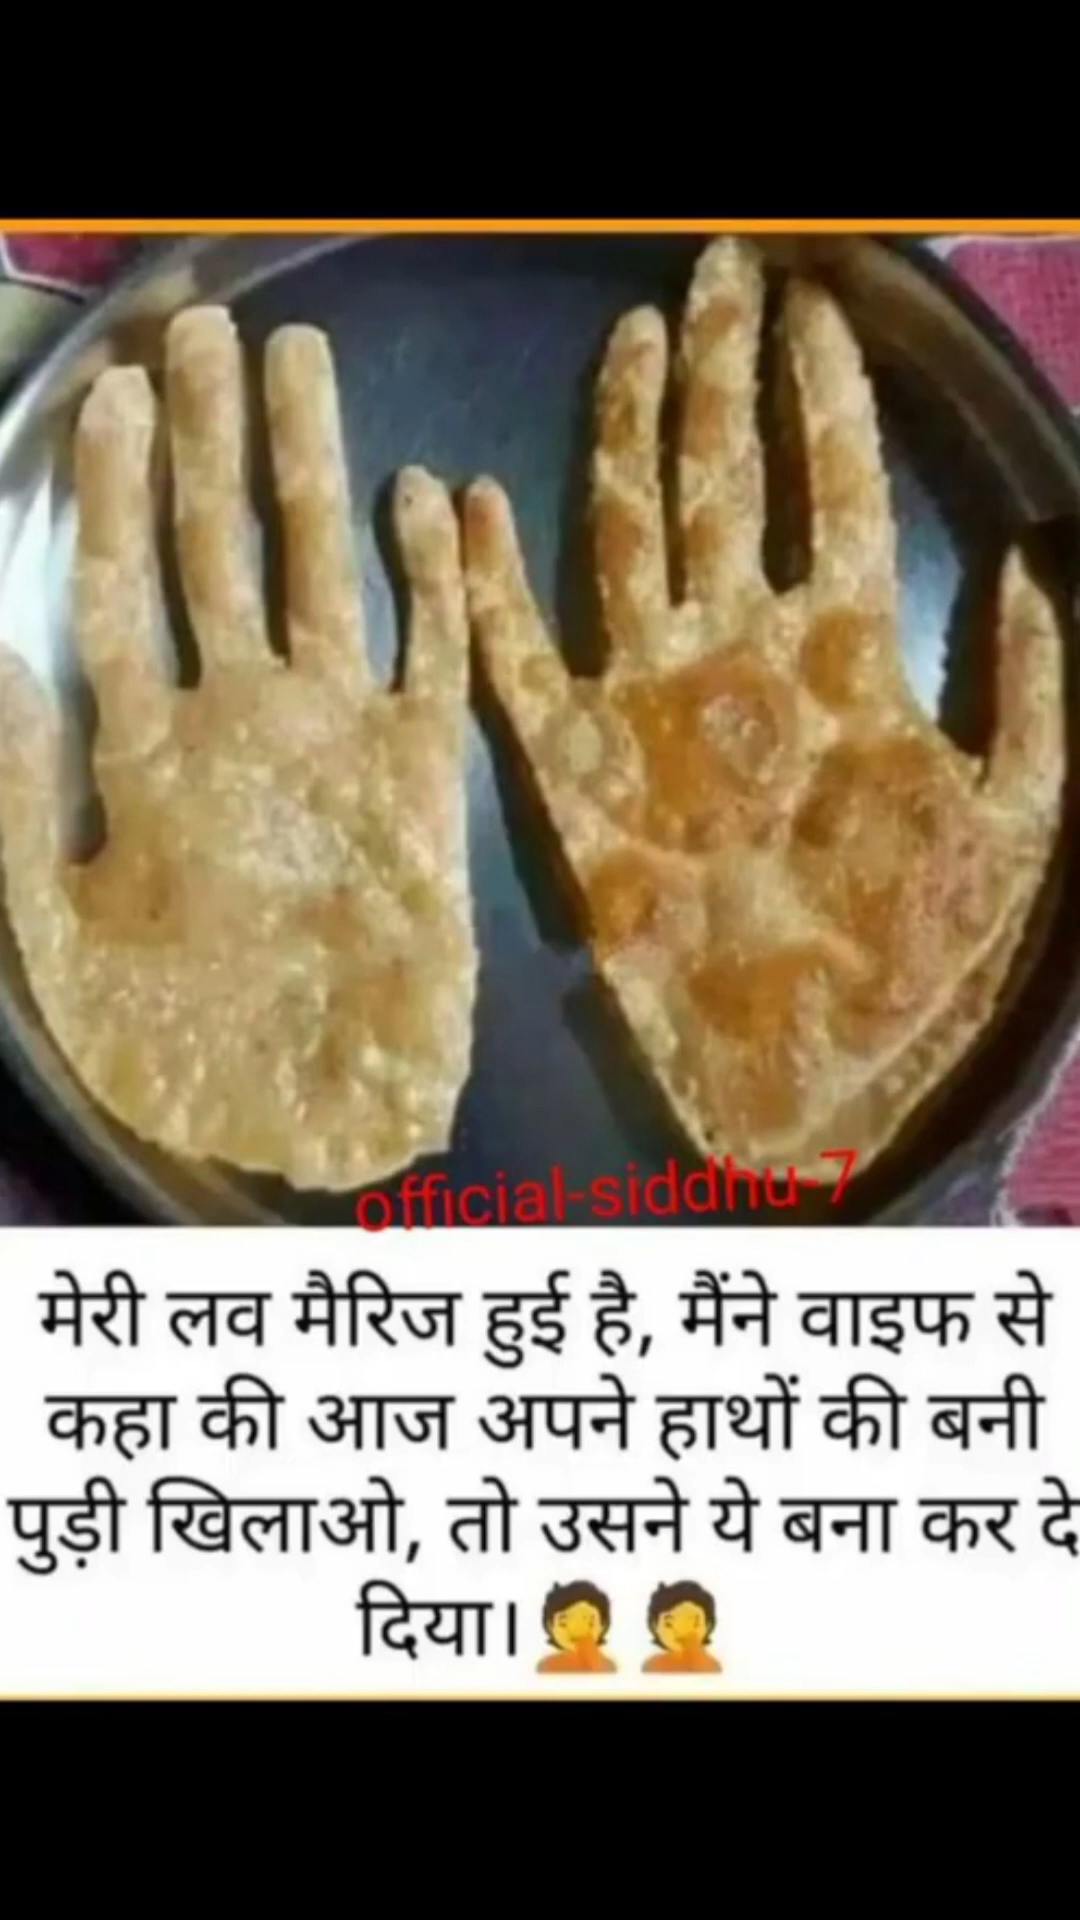 official-siddhu-7
मेरी लव मैरिज हुई है, मैंने वाइफ से
कहा की आज अपने हाथों की बनी
पुड़ी खिलाओ, तो उसने ये बना कर दे
दिया।🤦🤦